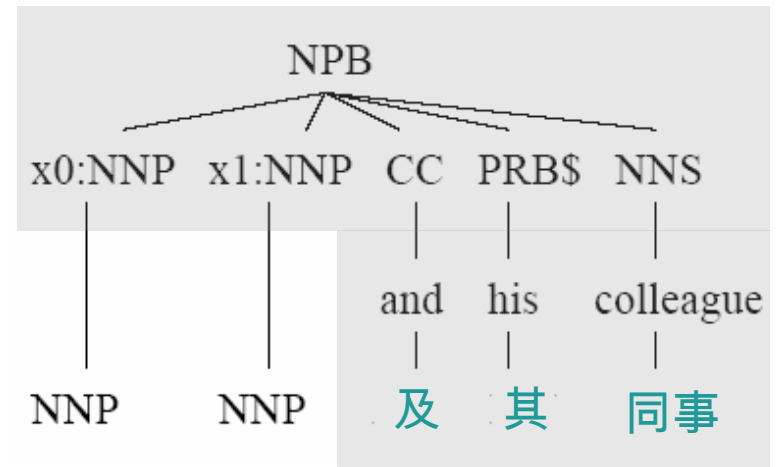 NPB
x0:NNP x1:NNP CC PRB$ NNS
and his colleague
NNP NNP 及 其 同事